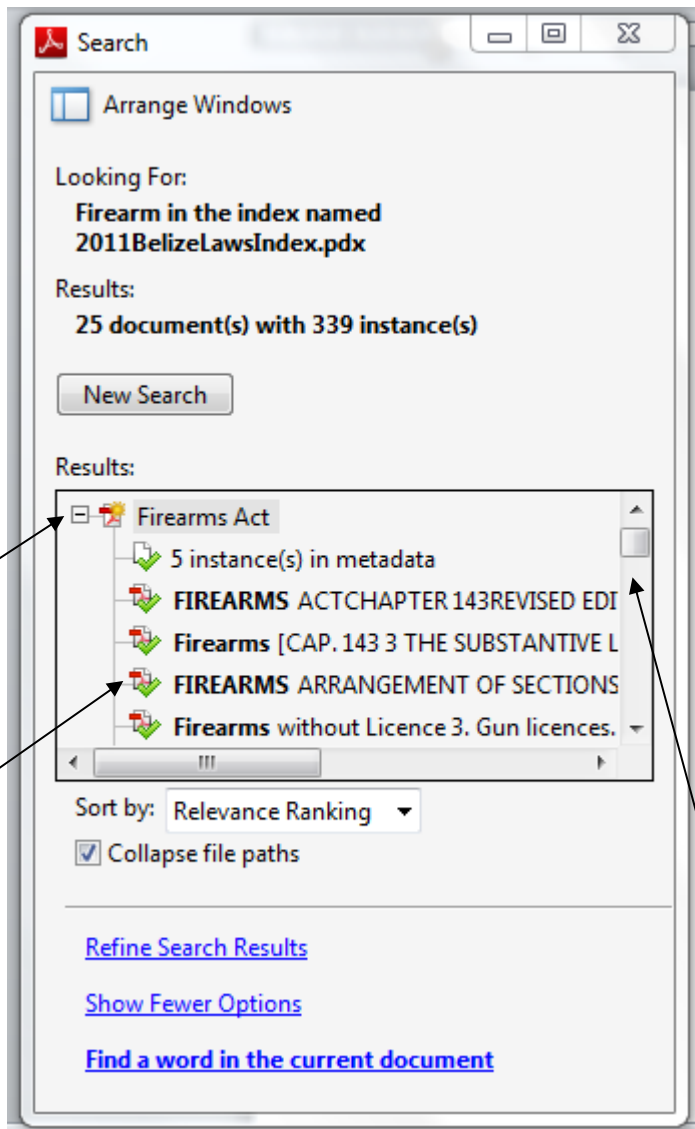 Search
Arrange Windows
Looking For:
Firearm in the index named
2011BelizeLawsIndex.pdx
Results:
25 document(s) with 339 instance(s)
New Search
Results:
Firearms Act
5 instance(s) in metadata
FIREARMS ACTCHAPTER 143REVISED EDI
Firearms [CAP. 143 3 THE SUBSTANTIVE L
FIREARMS ARRANGEMENT OF SECTIONS
Firearms without Licence 3. Gun licences.
Sort by: Relevance Ranking
Collapse file paths
Refine Search Results
Show Fewer Options
Find a word in the current document